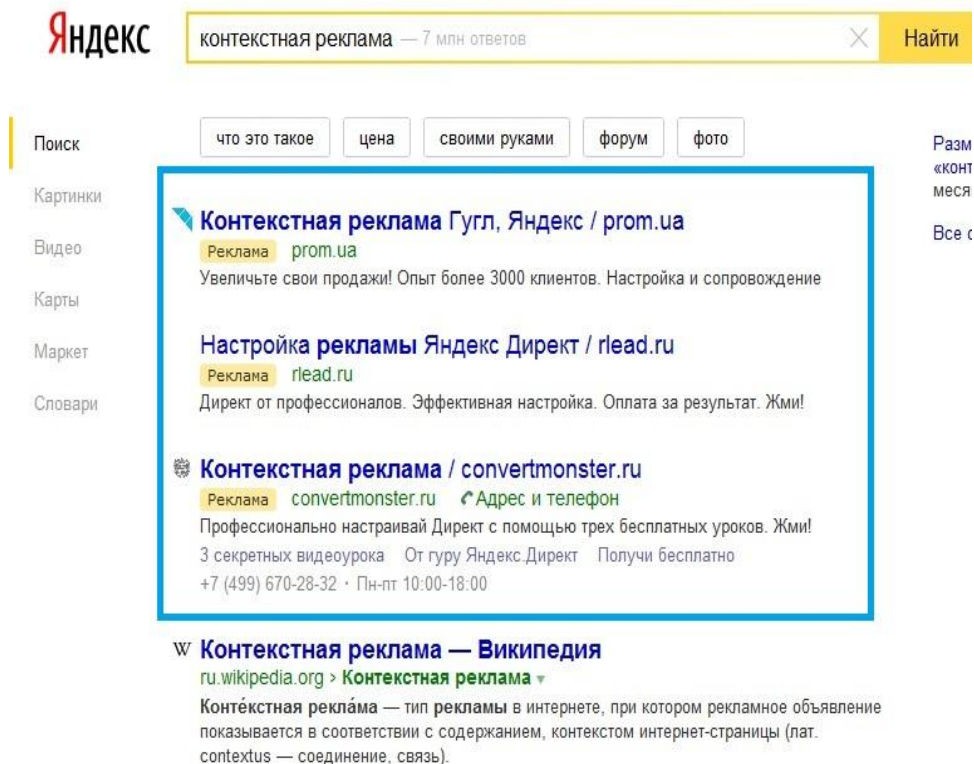 Яндекс
контекстная реклама — 7 млн ответов
Найти
Поиск
Картинки
Видео
Карты
Маркет
Словари
что это такое цена своими руками форум фото
Контекстная реклама Гугл, Яндекс / prom.ua
Реклама prom.ua
Увеличьте свои продажи! Опыт более 3000 клиентов. Настройка и сопровождение
Настройка рекламы Яндекс Директ / rlead.ru
Реклама rlead.ru
Директ от профессионалов. Эффективная настройка. Оплата за результат. Жми!
Контекстная реклама / convertmonster.ru
Реклама convertmonster.ru Адрес и телефон
Профессионально настраивай Директ с помощью трех бесплатных уроков. Жми!
3 секретных видеоурока От гуру Яндекс.Директ Получи бесплатно
+7 (499) 670-28-32 · Пн-пт 10:00-18:00
W Контекстная реклама — Википедия
ru.wikipedia.org › Контекстная реклама
Конте́кстная рекла́ма — тип рекламы в интернете, при котором рекламное объявление
показывается в соответствии с содержанием, контекстом интернет-страницы (лат.
contextus — соединение, связь).
Все